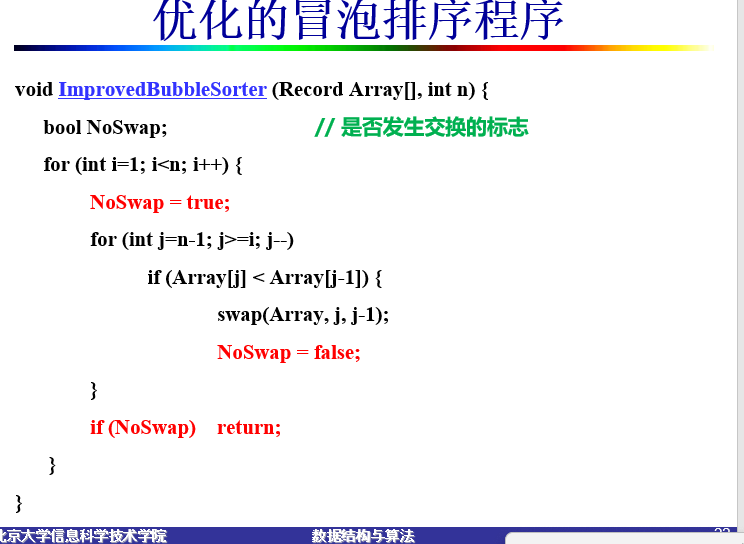 优化的冒泡排序程序
void ImprovedBubbleSorter (Record Array[], int n) {
bool NoSwap; // 是否发生交换的标志
for (int i=1; i<n; i++) {
NoSwap = true;
for (int j=n-1; j>=i; j--)
if (Array[j] < Array[j-1]) {
swap(Array, j, j-1);
NoSwap = false;
}
if (NoSwap) return;
}
}
北京大学信息科学技术学院 数据结构与算法